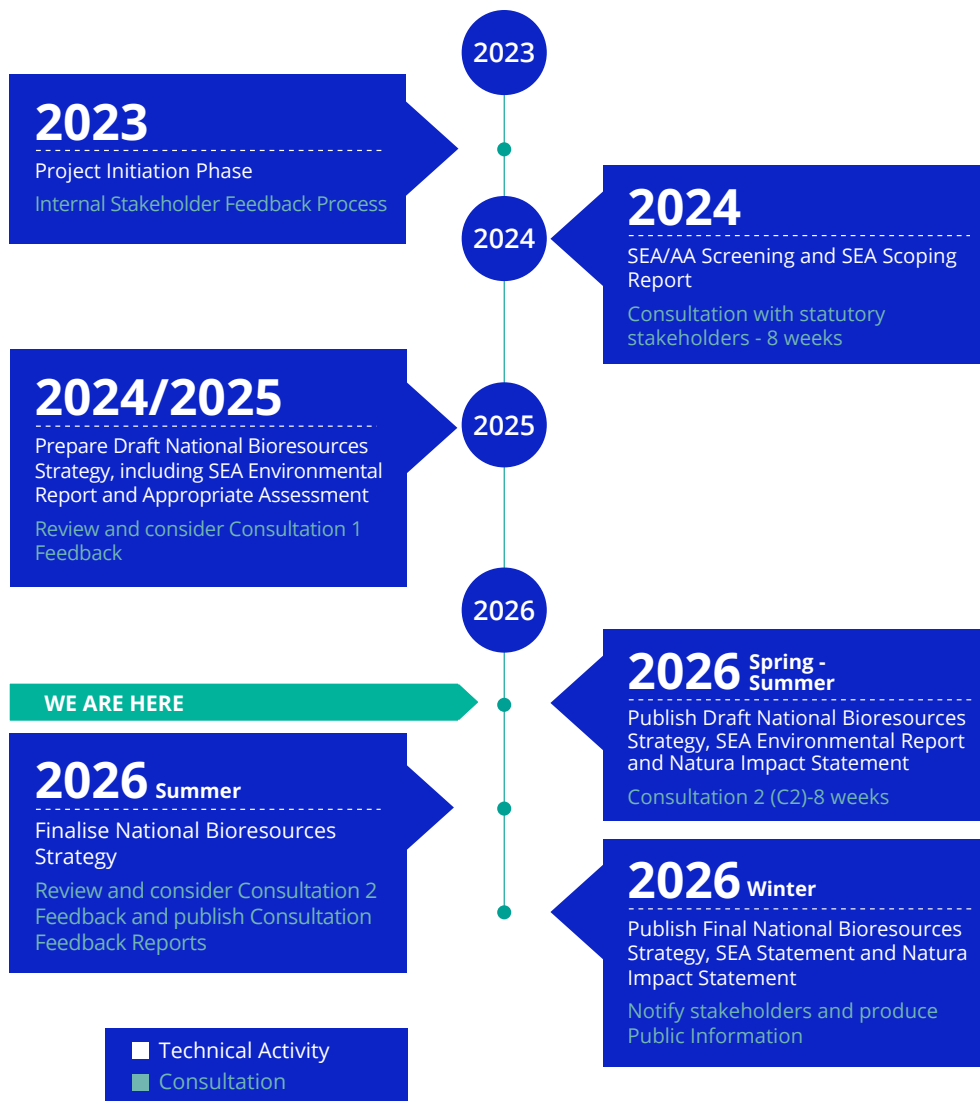 2023
2023
Project Initiation Phase
Internal Stakeholder Feedback Process
2024
2024
SEA/AA Screening and SEA Scoping
Report
Consultation with statutory
stakeholders - 8 weeks
2024/2025
Prepare Draft National Bioresources
Strategy, including SEA Environmental
Report and Appropriate Assessment
Review and consider Consultation 1
Feedback
2025
2026
WE ARE HERE
2026 Spring -
Summer
Publish Draft National Bioresources
Strategy, SEA Environmental Report
and Natura Impact Statement
Consultation 2 (C2)-8 weeks
2026 Summer
Finalise National Bioresources
Strategy
Review and consider Consultation 2
Feedback and publish Consultation
Feedback Reports
2026 Winter
Publish Final National Bioresources
Strategy, SEA Statement and Natura
Impact Statement
Notify stakeholders and produce
Public Information
Technical Activity
Consultation